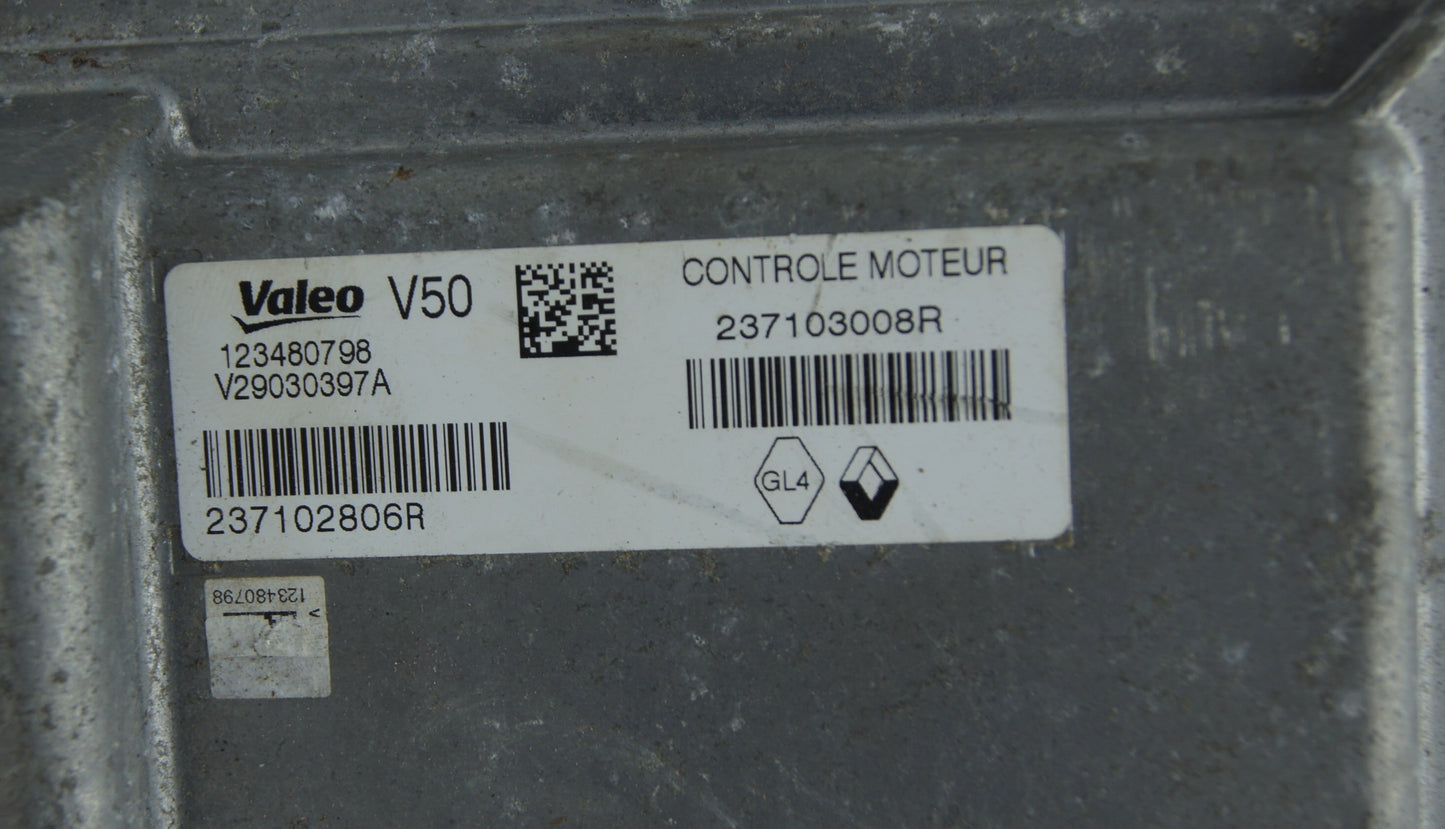 Valeo V50
123480798
V29030397A
237102806R
CONTROLE MOTEUR
237103008R
GL4
123480798